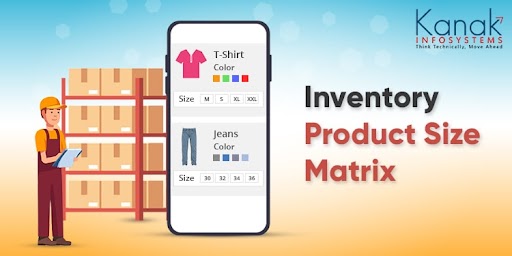 Kanak
INFOSYSTEMS
Think Technically, Move Ahead
T-Shirt
Color
Size M S XL XXL
Jeans
Color
Size 30 32 34 36
Inventory
Product Size
Matrix